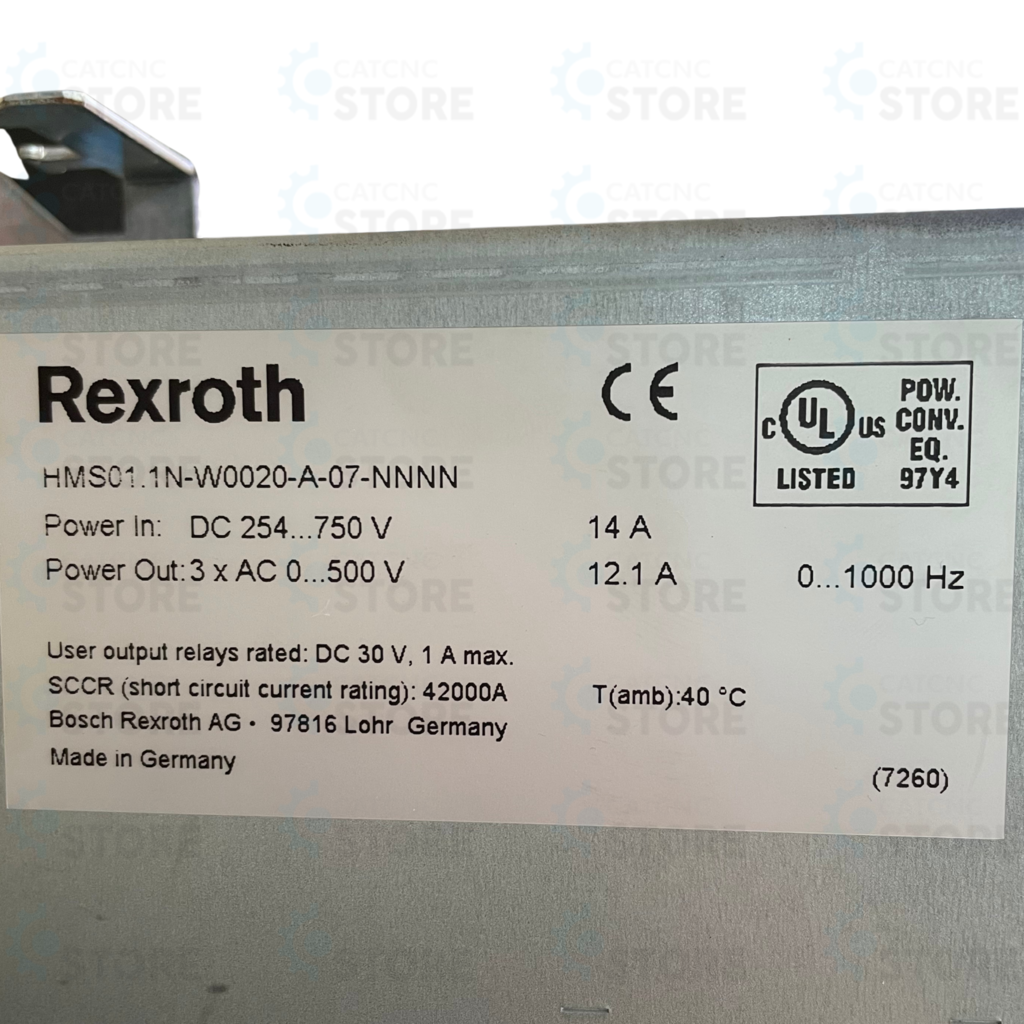 CATCNC STORE
Rexroth
CE
C UL US LISTED
POW.
CONV.
EQ.
97Y4
HMS01.1N-W0020-A-07-NNNN
Power In: DC 254...750 V 14 A
Power Out: 3 x AC 0...500 V 12.1 A 0...1000 Hz
User output relays rated: DC 30 V, 1 A max.
SCCR (short circuit current rating): 42000A T(amb):40 °C
Bosch Rexroth AG • 97816 Lohr Germany
Made in Germany
(7260)